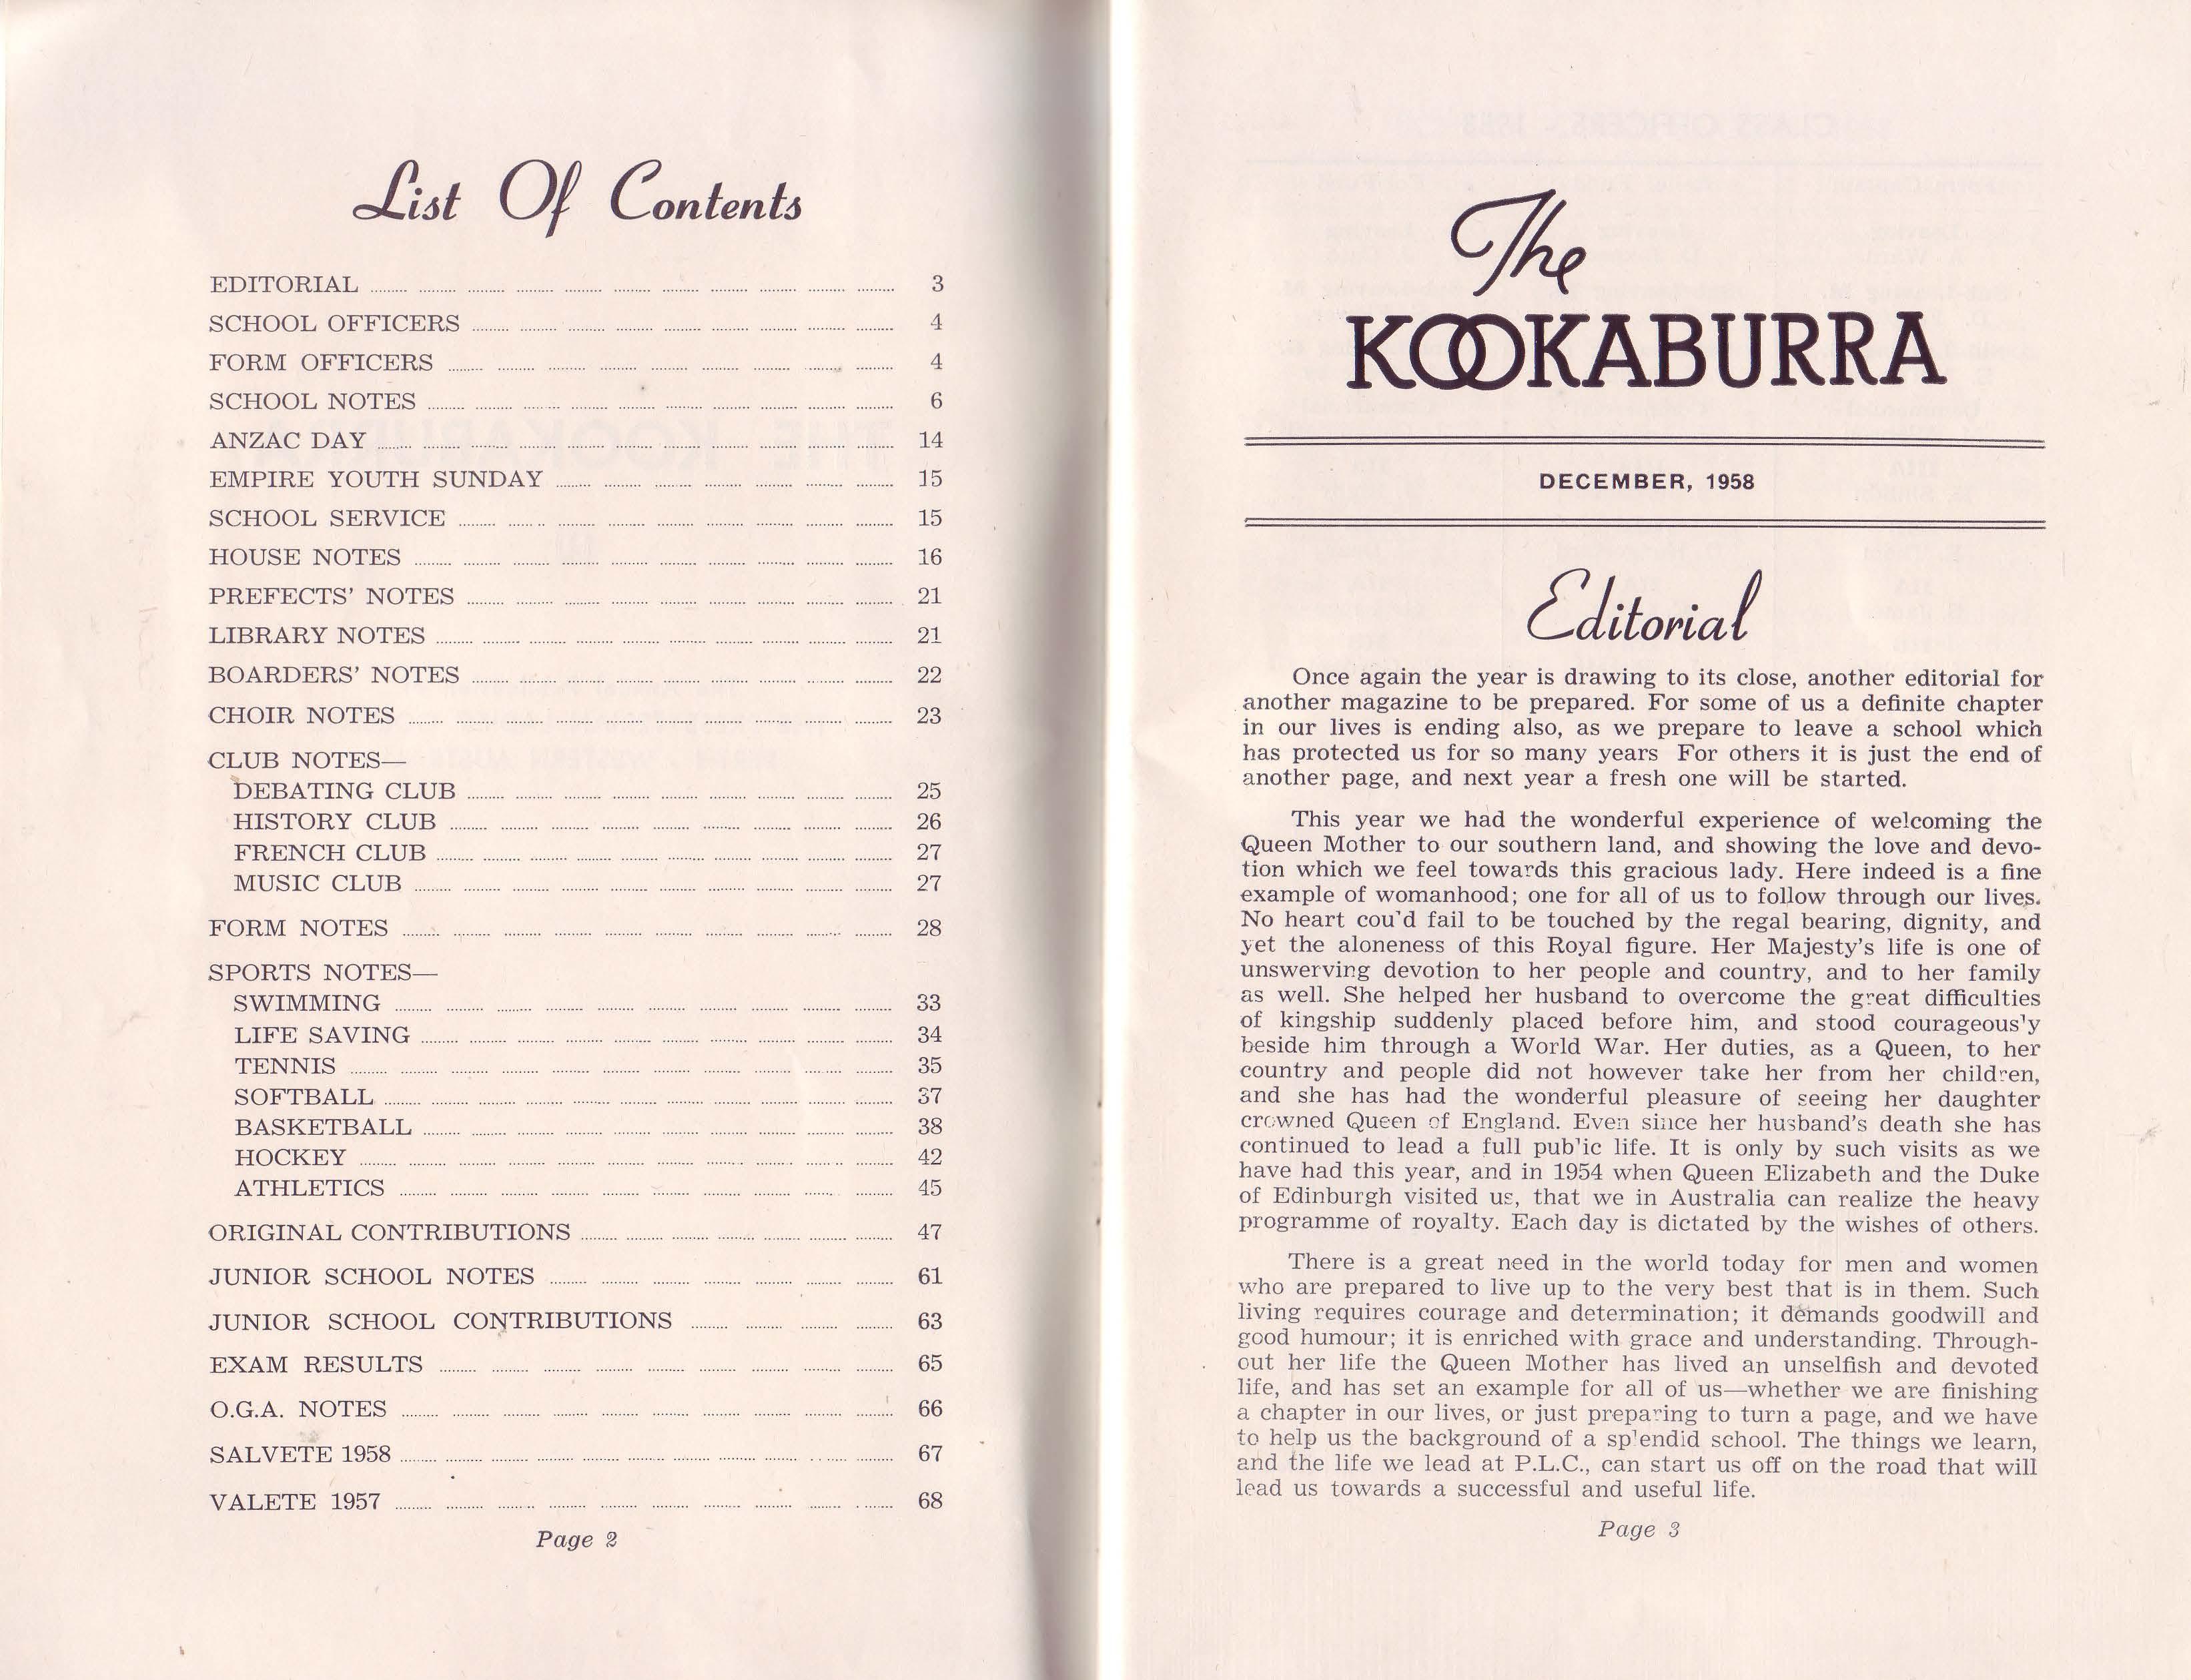 List Of Contents
EDITORIAL ........ ........ ........ ........ ........ ........ ........ ........ ........ ........ ........ 3
SCHOOL OFFICERS ........ ........ ........ ........ ........ ........ ........ ........ ........ 4
FORM OFFICERS ........ ........ ........ ........ ........ ........ ........ ........ ........ 4
SCHOOL NOTES ........ ........ ........ ........ ........ ........ ........ ........ ........ ........ 6
ANZAC DAY ........ ........ ........ ........ ........ ........ ........ ........ ........ ........ ........ 14
EMPIRE YOUTH SUNDAY ........ ........ ........ ........ ........ ........ ........ 15
SCHOOL SERVICE ........ ........ ........ ........ ........ ........ ........ ........ ........ 15
HOUSE NOTES ........ ........ ........ ........ ........ ........ ........ ........ ........ ........ 16
PREFECTS' NOTES ........ ........ ........ ........ ........ ........ ........ ........ ........ 21
LIBRARY NOTES ........ ........ ........ ........ ........ ........ ........ ........ ........ ........ 21
BOARDERS' NOTES ........ ........ ........ ........ ........ ........ ........ ........ ........ 22
CHOIR NOTES ........ ........ ........ ........ ........ ........ ........ ........ ........ ........ 23
CLUB NOTES—
DEBATING CLUB ........ ........ ........ ........ ........ ........ ........ ........ ........ 25
HISTORY CLUB ........ ........ ........ ........ ........ ........ ........ ........ ........ 26
FRENCH CLUB ........ ........ ........ ........ ........ ........ ........ ........ ........ ........ 27
MUSIC CLUB ........ ........ ........ ........ ........ ........ ........ ........ ........ ........ 27
FORM NOTES ........ ........ ........ ........ ........ ........ ........ ........ ........ ........ 28
SPORTS NOTES—
SWIMMING ........ ........ ........ ........ ........ ........ ........ ........ ........ ........ 33
LIFE SAVING ........ ........ ........ ........ ........ ........ ........ ........ ........ ........ 34
TENNIS ........ ........ ........ ........ ........ ........ ........ ........ ........ ........ ........ 35
SOFTBALL ........ ........ ........ ........ ........ ........ ........ ........ ........ ........ ........ 37
BASKETBALL ........ ........ ........ ........ ........ ........ ........ ........ ........ ........ 38
HOCKEY ........ ........ ........ ........ ........ ........ ........ ........ ........ ........ ........ 42
ATHLETICS ........ ........ ........ ........ ........ ........ ........ ........ ........ ........ 45
ORIGINAL CONTRIBUTIONS ........ ........ ........ ........ ........ ........ ........ 47
JUNIOR SCHOOL NOTES ........ ........ ........ ........ ........ ........ ........ 61
JUNIOR SCHOOL CONTRIBUTIONS ........ ........ ........ ........ 63
EXAM RESULTS ........ ........ ........ ........ ........ ........ ........ ........ ........ 65
O.G.A. NOTES ........ ........ ........ ........ ........ ........ ........ ........ ........ ........ 66
SALVETE 1958 ........ ........ ........ ........ ........ ........ ........ ........ ........ ........ 67
VALETE 1957 ........ ........ ........ ........ ........ ........ ........ ........ ........ ........ 68
Page 2
The
KOOKABURRA
DECEMBER, 1958
Editorial
Once again the year is drawing to its close, another editorial for
another magazine to be prepared. For some of us a definite chapter
in our lives is ending also, as we prepare to leave a school which
has protected us for so many years For others it is just the end of
another page, and next year a fresh one will be started.
This year we had the wonderful experience of welcoming the
Queen Mother to our southern land, and showing the love and devo-
tion which we feel towards this gracious lady. Here indeed is a fine
example of womanhood; one for all of us to follow through our lives.
No heart cou'd fail to be touched by the regal bearing, dignity, and
yet the aloneness of this Royal figure. Her Majesty's life is one of
unswerving devotion to her people and country, and to her family
as well. She helped her husband to overcome the great difficulties
of kingship suddenly placed before him, and stood courageous'y
beside him through a World War. Her duties, as a Queen, to her
country and people did not however take her from her children,
and she has had the wonderful pleasure of seeing her daughter
crowned Queen of England. Even since her husband's death she has
continued to lead a full pub'ic life. It is only by such visits as we
have had this year, and in 1954 when Queen Elizabeth and the Duke
of Edinburgh visited us, that we in Australia can realize the heavy
programme of royalty. Each day is dictated by the wishes of others.
There is a great need in the world today for men and women
who are prepared to live up to the very best that is in them. Such
living requires courage and determination; it demands goodwill and
good humour; it is enriched with grace and understanding. Through-
out her life the Queen Mother has lived an unselfish and devoted
life, and has set an example for all of us—whether we are finishing
a chapter in our lives, or just preparing to turn a page, and we have
to help us the background of a sp'endid school. The things we learn,
and the life we lead at P.L.C., can start us off on the road that will
lead us towards a successful and useful life.
Page 3